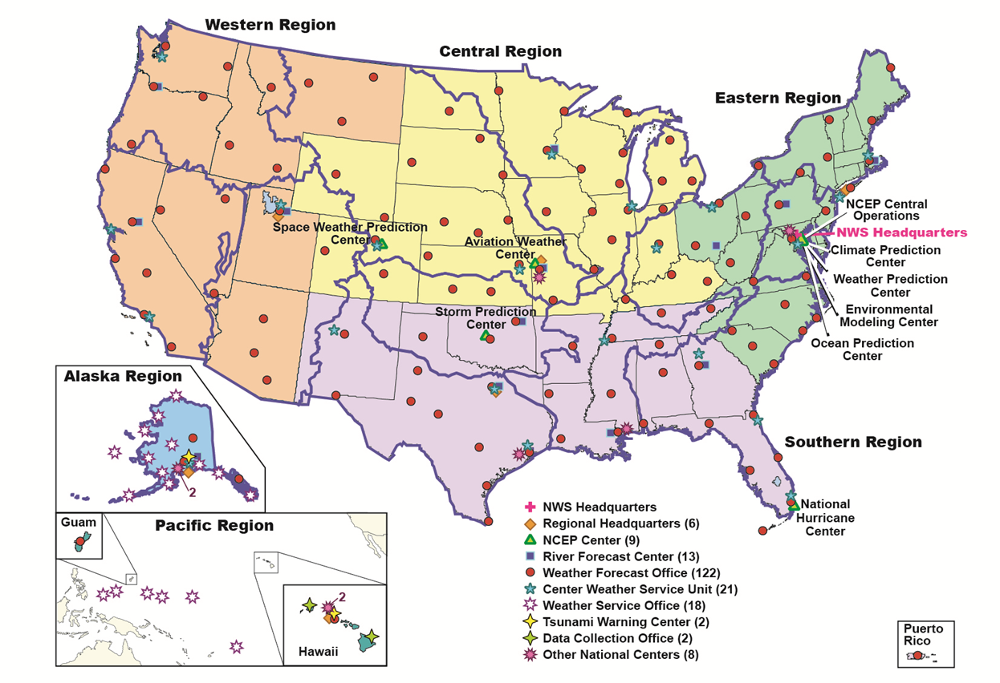 Western Region
Central Region
Eastern Region
NCEP Central
Operations
NWS Headquarters
Space Weather Prediction
Center
Aviation Weather
Center
Climate Prediction
Center
Weather Prediction
Center
Storm Prediction
Center
Environmental
Modeling Center
Ocean Prediction
Center
Alaska Region
2
Southern Region
National
Hurricane
Center
Guam
Pacific Region
2
Hawaii
NWS Headquarters
Regional Headquarters (6)
NCEP Center (9)
River Forecast Center (13)
Weather Forecast Office (122)
Center Weather Service Unit (21)
Weather Service Office (18)
Tsunami Warning Center (2)
Data Collection Office (2)
Other National Centers (8)
Puerto
Rico